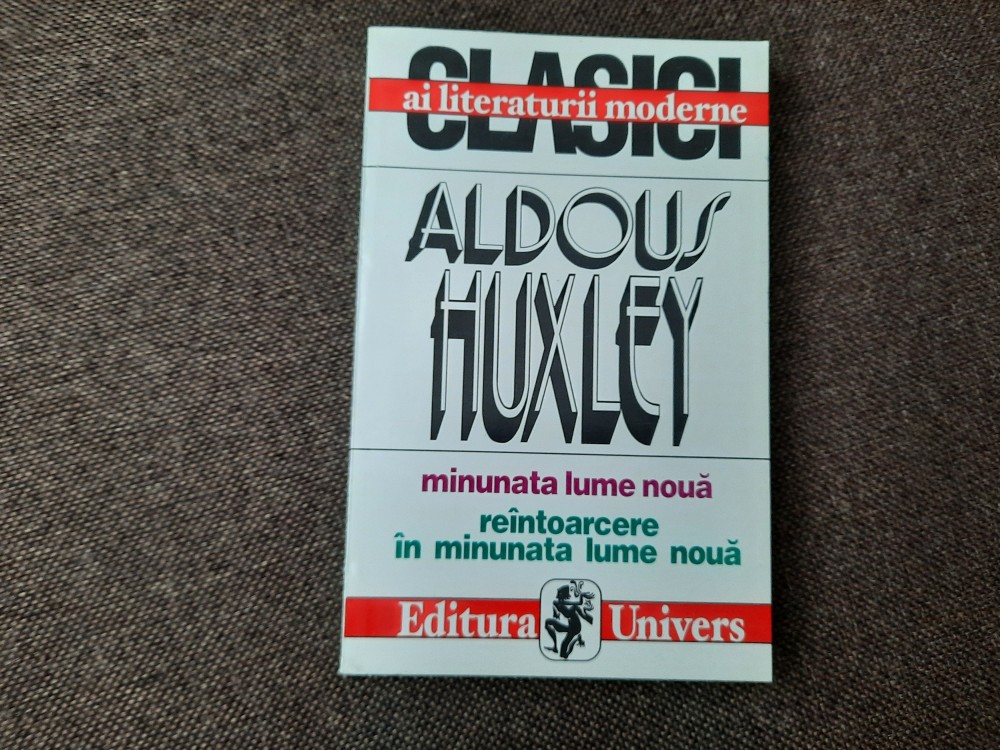 CLASICI
ai literaturii moderne
ALDOUS
HUXLEY
minunata lume nouă
reîntoarcere
în minunata lume nouă
Editura Univers